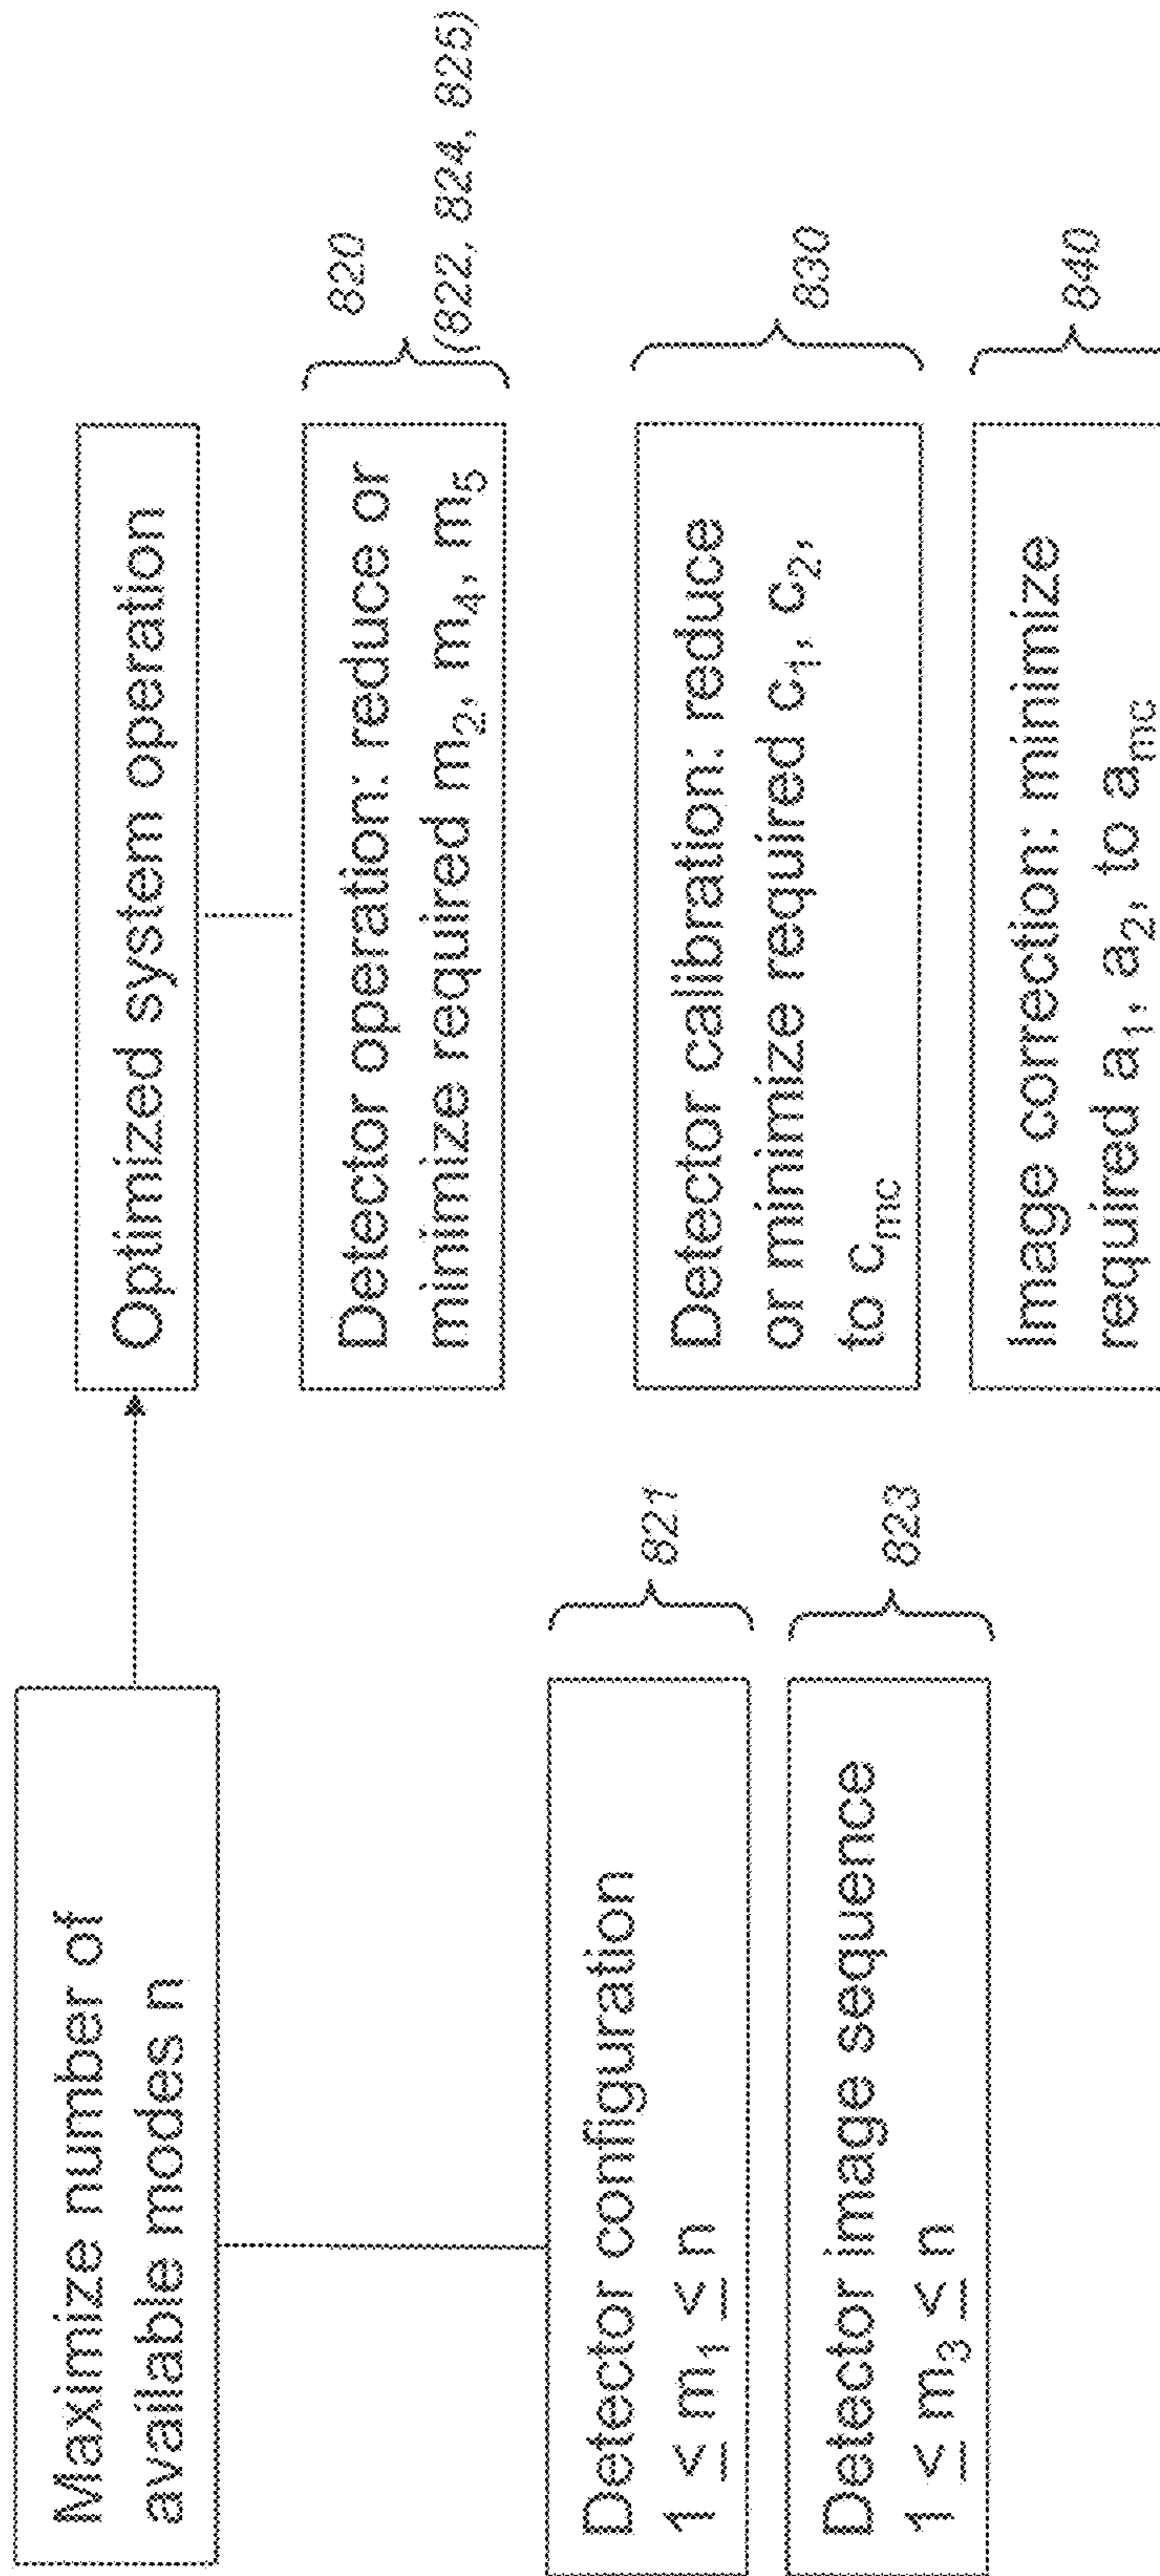 Maximize number of
available modes n
Optimized system operation
Detector operation: reduce or
minimize required m₂, m₄, m₅
820
(822, 824, 825)
Detector configuration
1 ≤ m₁ ≤ n
821
Detector image sequence
1 ≤ m₃ ≤ n
823
Detector calibration: reduce
or minimize required c₁, c₂,
to c_mc
830
Image correction: minimize
required a₁, a₂, to a_mc
840